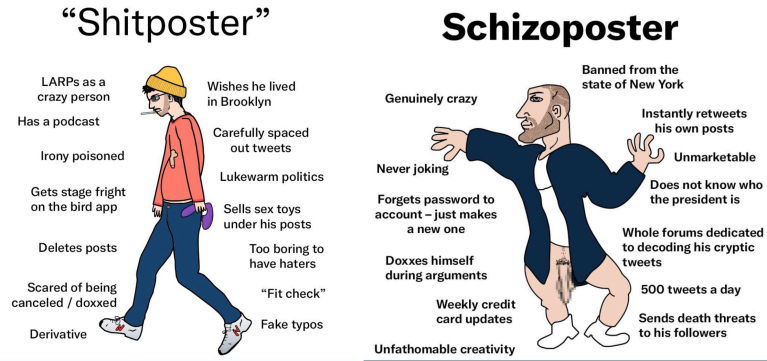 “Shitposter”
LARPs as a
crazy person
Has a podcast
Irony poisoned
Gets stage fright
on the bird app
Deletes posts
Scared of being
canceled / doxxed
Derivative
Wishes he lived
in Brooklyn
Carefully spaced
out tweets
Lukewarm politics
Sells sex toys
under his posts
Too boring to
have haters
“Fit check”
Fake typos
Schizoposter
Genuinely crazy
Never joking
Forgets password to
account – just makes
a new one
Doxxes himself
during arguments
Weekly credit
card updates
Unfathomable creativity
Banned from the
state of New York
Instantly retweets
his own posts
Unmarketable
Does not know who
the president is
Whole forums dedicated
to decoding his cryptic
tweets
500 tweets a day
Sends death threats
to his followers